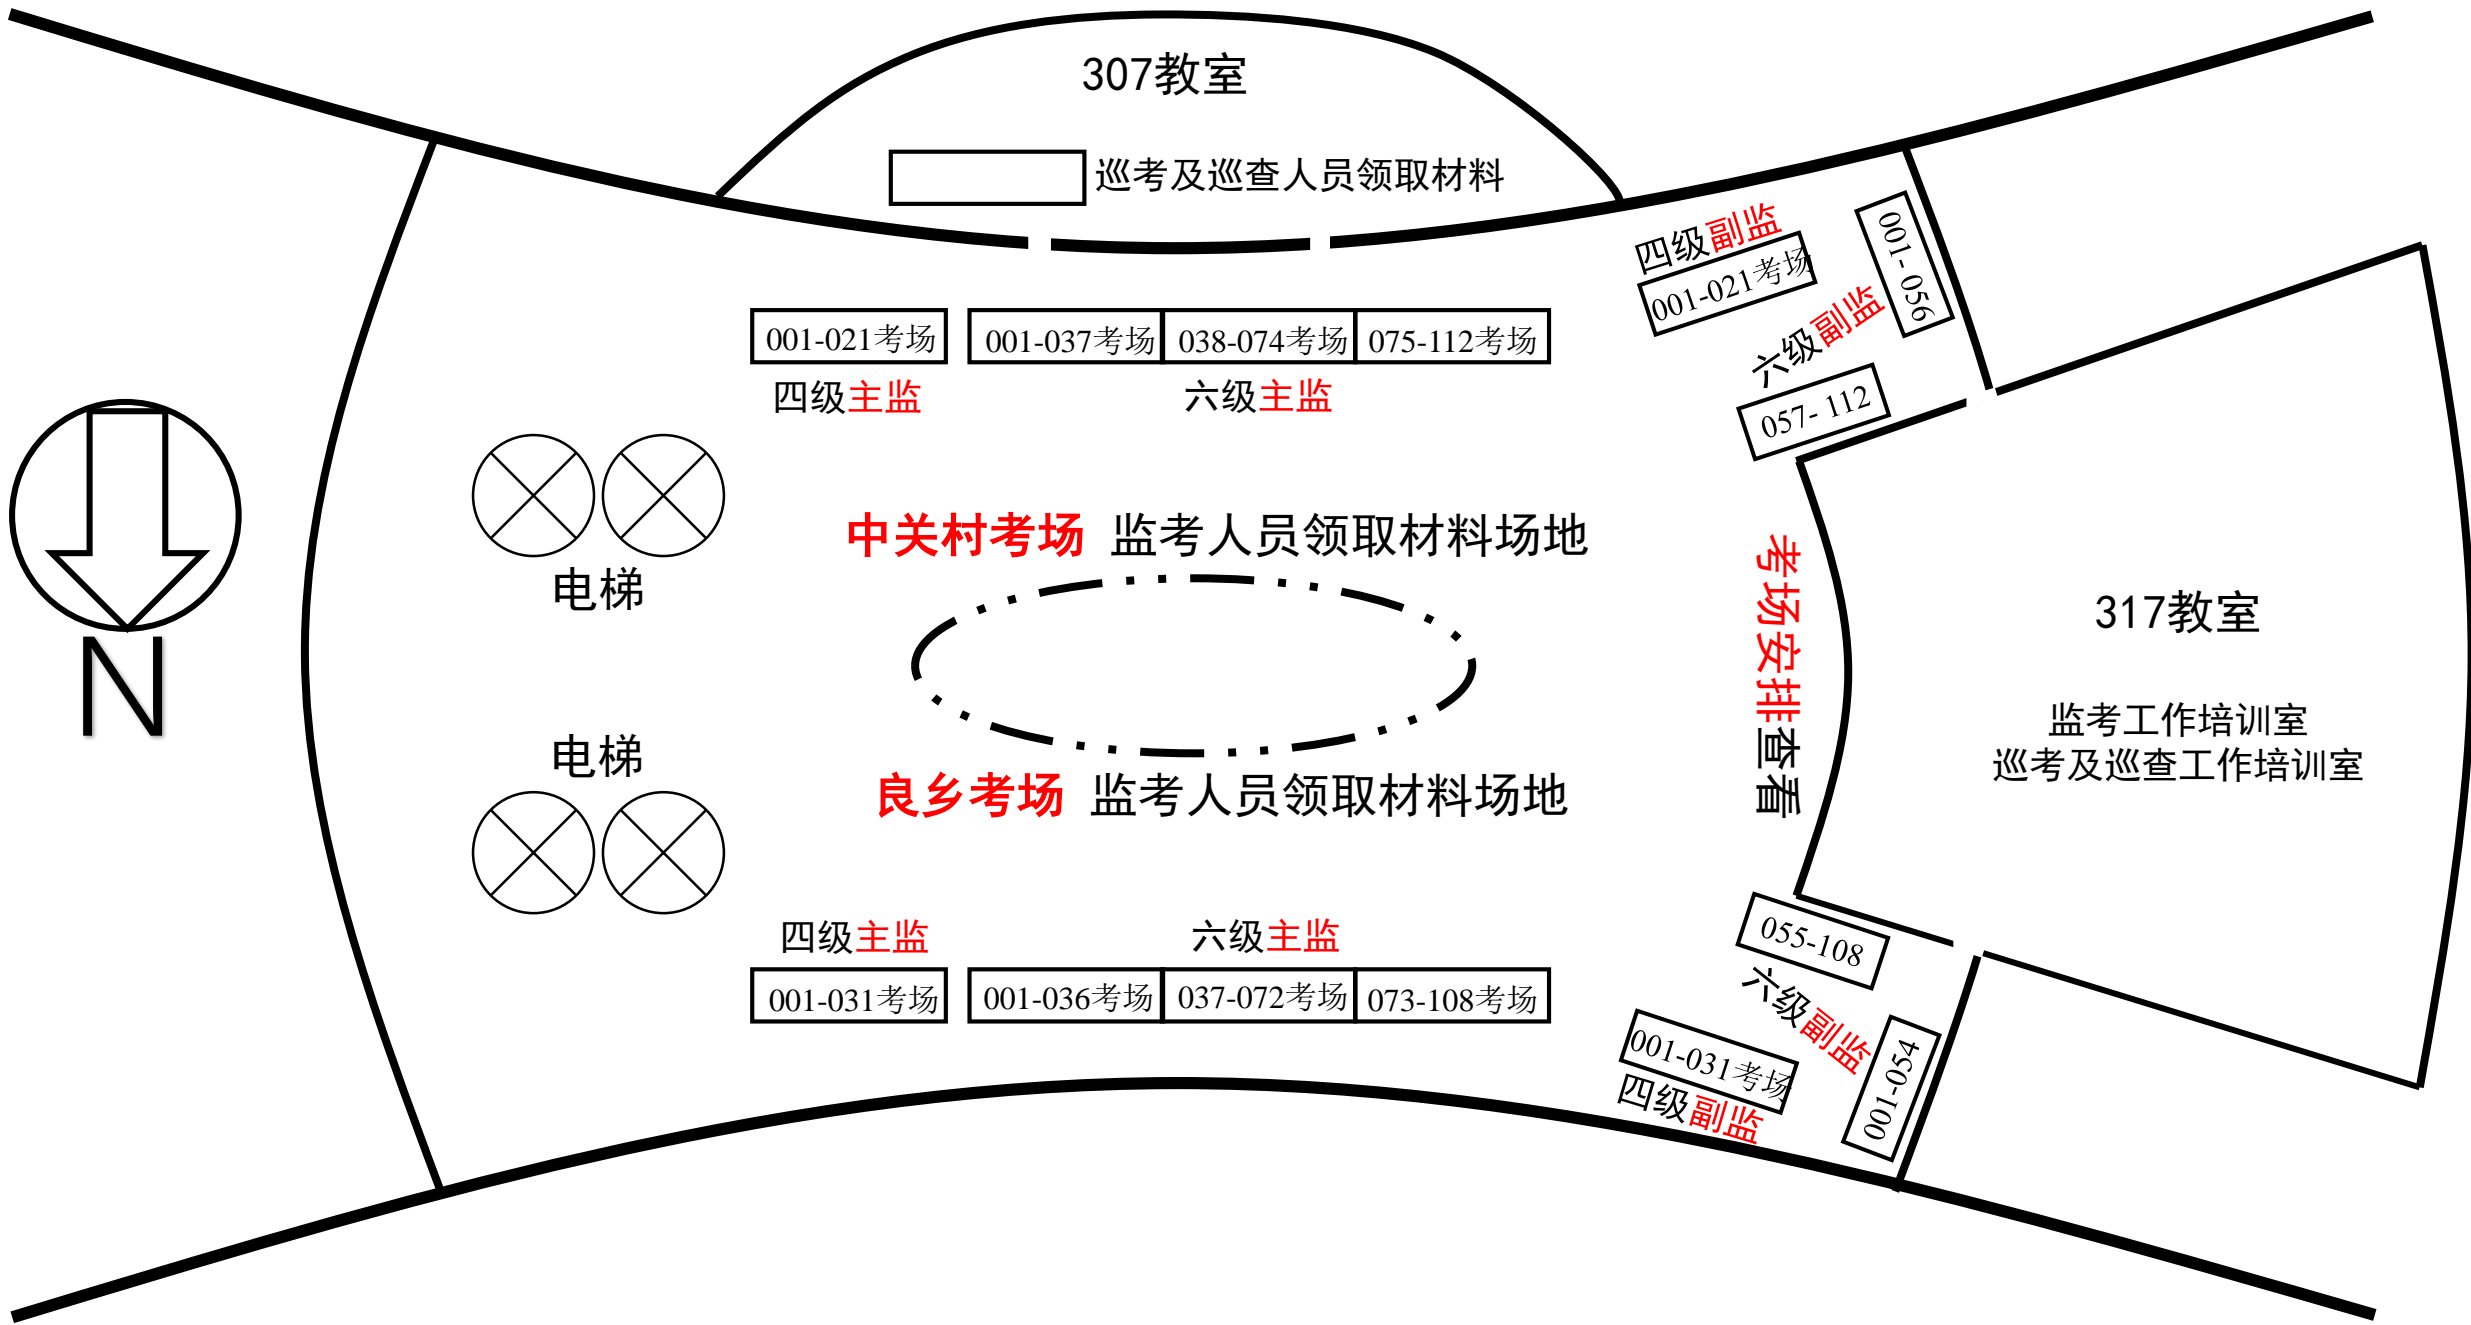 307教室
巡考及巡查人员领取材料
四级副监
001-021考场
001-056
六级副监
057-112
001-021考场
001-037考场
038-074考场
075-112考场
四级主监
六级主监
电梯
中关村考场 监考人员领取材料场地
N
考场安排查看
317教室
监考工作培训室
巡考及巡查工作培训室
电梯
良乡考场 监考人员领取材料场地
四级主监
六级主监
001-031考场
001-036考场
037-072考场
073-108考场
055-108
六级副监
001-031考场
四级副监
001-054